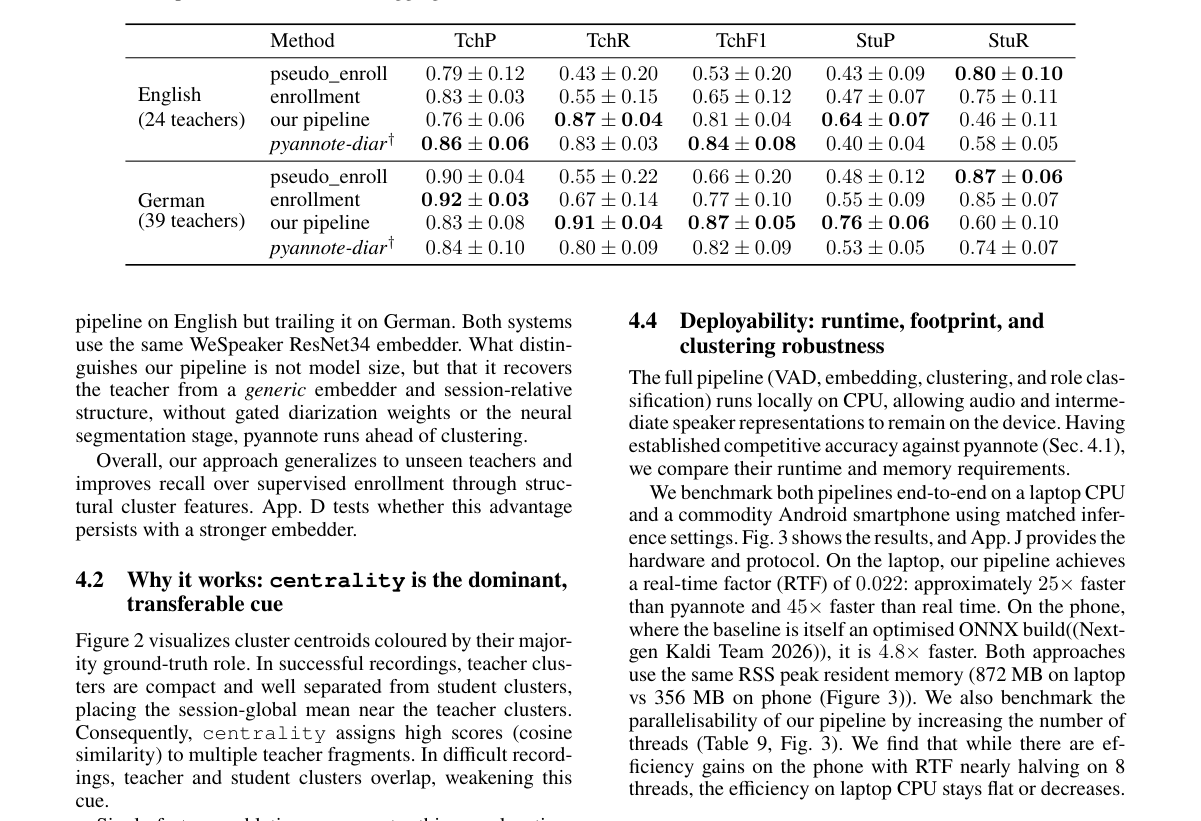 Method TchP TchR TchF1 StuP StuR
English
(24 teachers)
pseudo_enroll 0.79 ± 0.12 0.43 ± 0.20 0.53 ± 0.20 0.43 ± 0.09 0.80 ± 0.10
enrollment 0.83 ± 0.03 0.55 ± 0.15 0.65 ± 0.12 0.47 ± 0.07 0.75 ± 0.11
our pipeline 0.76 ± 0.06 0.87 ± 0.04 0.81 ± 0.04 0.64 ± 0.07 0.46 ± 0.11
pyannote-diar† 0.86 ± 0.06 0.83 ± 0.03 0.84 ± 0.08 0.40 ± 0.04 0.58 ± 0.05
German
(39 teachers)
pseudo_enroll 0.90 ± 0.04 0.55 ± 0.22 0.66 ± 0.20 0.48 ± 0.12 0.87 ± 0.06
enrollment 0.92 ± 0.03 0.67 ± 0.14 0.77 ± 0.10 0.55 ± 0.09 0.85 ± 0.07
our pipeline 0.83 ± 0.08 0.91 ± 0.04 0.87 ± 0.05 0.76 ± 0.06 0.60 ± 0.10
pyannote-diar† 0.84 ± 0.10 0.80 ± 0.09 0.82 ± 0.09 0.53 ± 0.05 0.74 ± 0.07
pipeline on English but trailing it on German. Both systems
use the same WeSpeaker ResNet34 embedder. What distin-
guishes our pipeline is not model size, but that it recovers
the teacher from a generic embedder and session-relative
structure, without gated diarization weights or the neural
segmentation stage, pyannote runs ahead of clustering.
Overall, our approach generalizes to unseen teachers and
improves recall over supervised enrollment through struc-
tural cluster features. App. D tests whether this advantage
persists with a stronger embedder.
4.2 Why it works: centrality is the dominant,
transferable cue
Figure 2 visualizes cluster centroids coloured by their major-
ity ground-truth role. In successful recordings, teacher clus-
ters are compact and well separated from student clusters,
placing the session-global mean near the teacher clusters.
Consequently, centrality assigns high scores (cosine
similarity) to multiple teacher fragments. In difficult record-
ings, teacher and student clusters overlap, weakening this
cue.
4.4 Deployability: runtime, footprint, and
clustering robustness
The full pipeline (VAD, embedding, clustering, and role clas-
sification) runs locally on CPU, allowing audio and interme-
diate speaker representations to remain on the device. Having
established competitive accuracy against pyannote (Sec. 4.1),
we compare their runtime and memory requirements.
We benchmark both pipelines end-to-end on a laptop CPU
and a commodity Android smartphone using matched infer-
ence settings. Fig. 3 shows the results, and App. J provides the
hardware and protocol. On the laptop, our pipeline achieves
a real-time factor (RTF) of 0.022: approximately 25× faster
than pyannote and 45× faster than real time. On the phone,
where the baseline is itself an optimised ONNX build((Next-
gen Kaldi Team 2026)), it is 4.8× faster. Both approaches
use the same RSS peak resident memory (872 MB on laptop
vs 356 MB on phone (Figure 3)). We also benchmark the
parallelisability of our pipeline by increasing the number of
threads (Table 9, Fig. 3). We find that while there are ef-
ficiency gains on the phone with RTF nearly halving on 8
threads, the efficiency on laptop CPU stays flat or decreases.